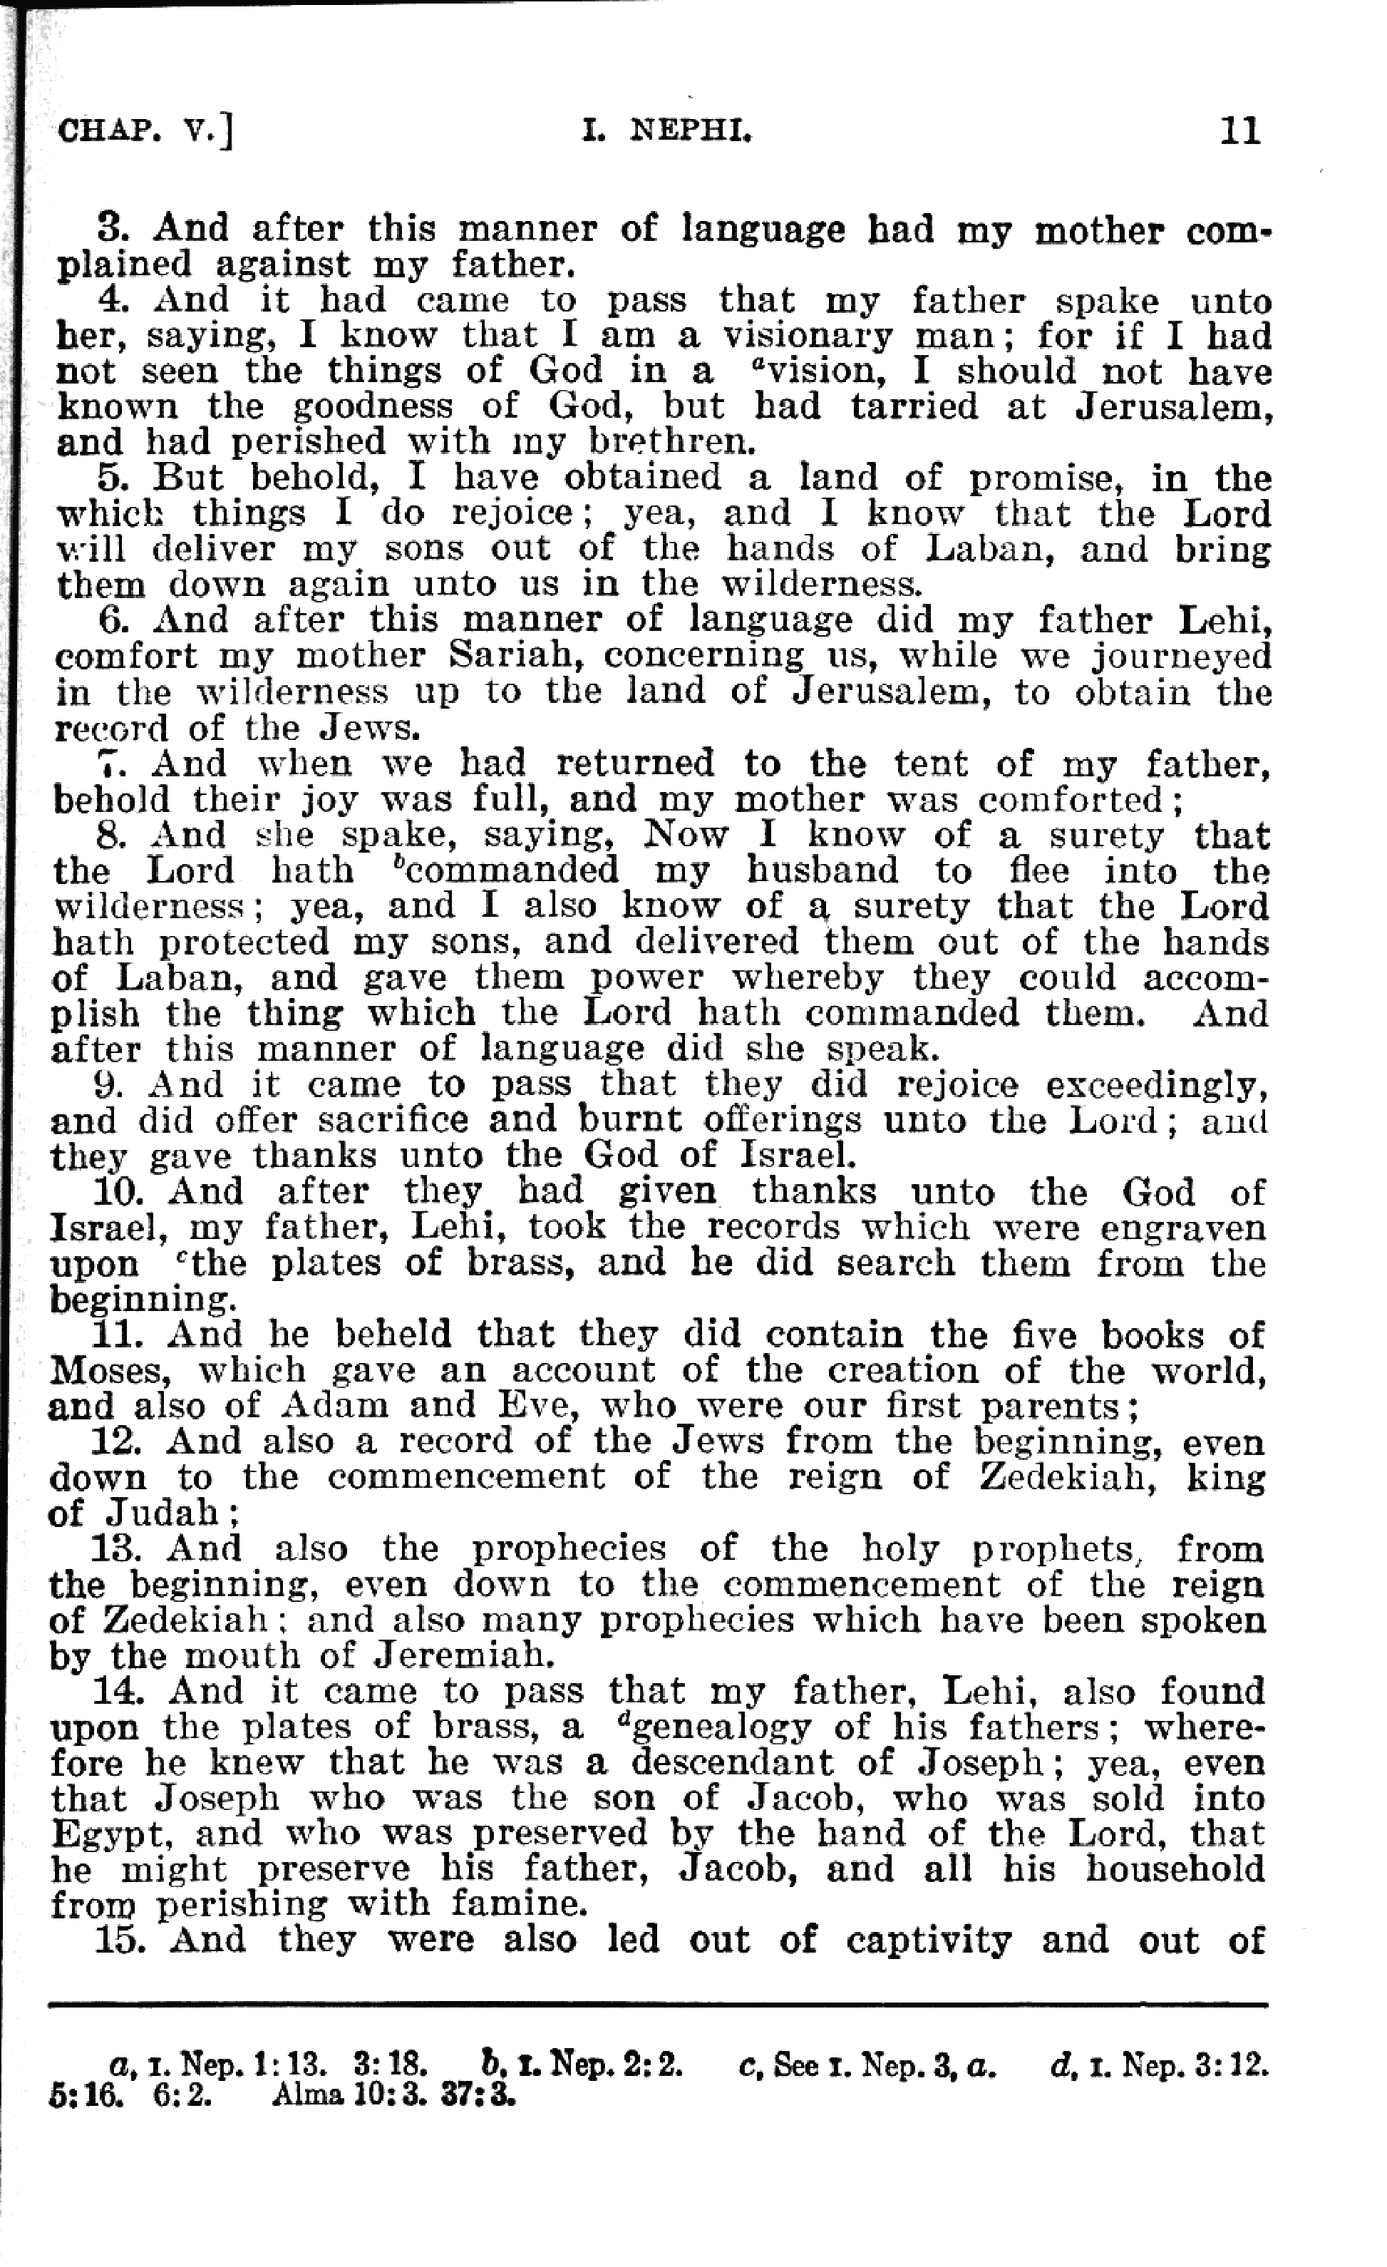 CHAP. V.] I. NEPHI. 11
3. And after this manner of language had my mother com-
plained against my father.
4. And it had came to pass that my father spake unto
her, saying, I know that I am a visionary man; for if I had
not seen the things of God in a ᵃvision, I should not have
known the goodness of God, but had tarried at Jerusalem,
and had perished with my brethren.
5. But behold, I have obtained a land of promise, in the
which things I do rejoice; yea, and I know that the Lord
will deliver my sons out of the hands of Laban, and bring
them down again unto us in the wilderness.
6. And after this manner of language did my father Lehi,
comfort my mother Sariah, concerning us, while we journeyed
in the wilderness up to the land of Jerusalem, to obtain the
record of the Jews.
7. And when we had returned to the tent of my father,
behold their joy was full, and my mother was comforted;
8. And she spake, saying, Now I know of a surety that
the Lord hath ᵇcommanded my husband to flee into the
wilderness; yea, and I also know of a surety that the Lord
hath protected my sons, and delivered them out of the hands
of Laban, and gave them power whereby they could accom-
plish the thing which the Lord hath commanded them. And
after this manner of language did she speak.
9. And it came to pass that they did rejoice exceedingly,
and did offer sacrifice and burnt offerings unto the Lord; and
they gave thanks unto the God of Israel.
10. And after they had given thanks unto the God of
Israel, my father, Lehi, took the records which were engraven
upon ᶜthe plates of brass, and he did search them from the
beginning.
11. And he beheld that they did contain the five books of
Moses, which gave an account of the creation of the world,
and also of Adam and Eve, who were our first parents;
12. And also a record of the Jews from the beginning, even
down to the commencement of the reign of Zedekiah, king
of Judah;
13. And also the prophecies of the holy prophets, from
the beginning, even down to the commencement of the reign
of Zedekiah; and also many prophecies which have been spoken
by the mouth of Jeremiah.
14. And it came to pass that my father, Lehi, also found
upon the plates of brass, a ᵈgenealogy of his fathers; where-
fore he knew that he was a descendant of Joseph; yea, even
that Joseph who was the son of Jacob, who was sold into
Egypt, and who was preserved by the hand of the Lord, that
he might preserve his father, Jacob, and all his household
from perishing with famine.
15. And they were also led out of captivity and out of
a, I. Nep. 1:13. 3:18. b, I. Nep. 2:2. c, See I. Nep. 3, a. d, I. Nep. 3:12.
5:16. 6:2. Alma 10:3. 37:3.